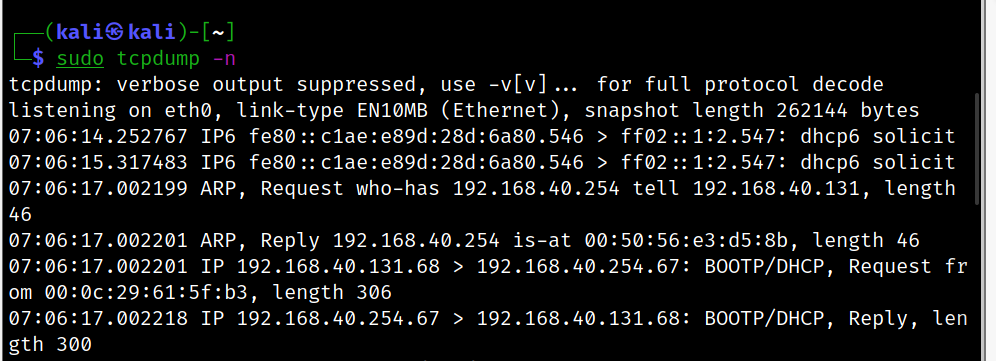 ┌──(kali㉿kali)-[~]
└─$ sudo tcpdump -n
tcpdump: verbose output suppressed, use -v[v]... for full protocol decode
listening on eth0, link-type EN10MB (Ethernet), snapshot length 262144 bytes
07:06:14.252767 IP6 fe80::c1ae:e89d:28d:6a80.546 > ff02::1:2.547: dhcp6 solicit
07:06:15.317483 IP6 fe80::c1ae:e89d:28d:6a80.546 > ff02::1:2.547: dhcp6 solicit
07:06:17.002199 ARP, Request who-has 192.168.40.254 tell 192.168.40.131, length
46
07:06:17.002201 ARP, Reply 192.168.40.254 is-at 00:50:56:e3:d5:8b, length 46
07:06:17.002201 IP 192.168.40.131.68 > 192.168.40.254.67: BOOTP/DHCP, Request fr
om 00:0c:29:61:5f:b3, length 306
07:06:17.002218 IP 192.168.40.254.67 > 192.168.40.131.68: BOOTP/DHCP, Reply, len
gth 300